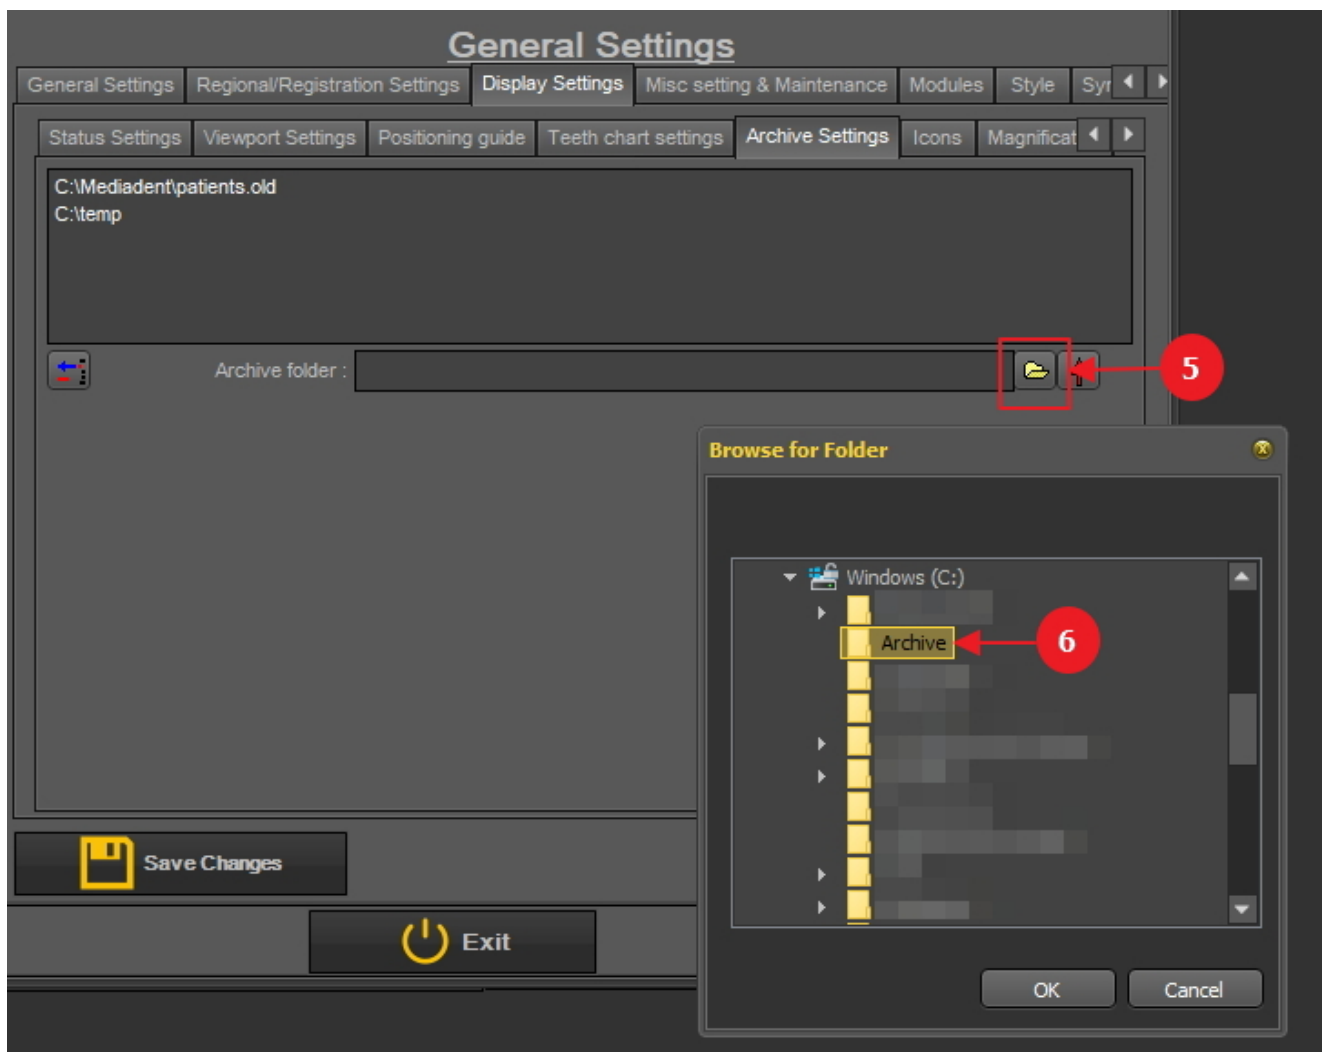 General Settings
General Settings Regional/Registration Settings Display Settings Misc setting & Maintenance Modules Style Syr
Status Settings Viewport Settings Positioning guide Teeth chart settings Archive Settings Icons Magnificat
C:\Mediadent\patients.old
C:\temp
Archive folder :
5
Browse for Folder
Windows (C:)
Archive
6
Save Changes
Exit
OK Cancel